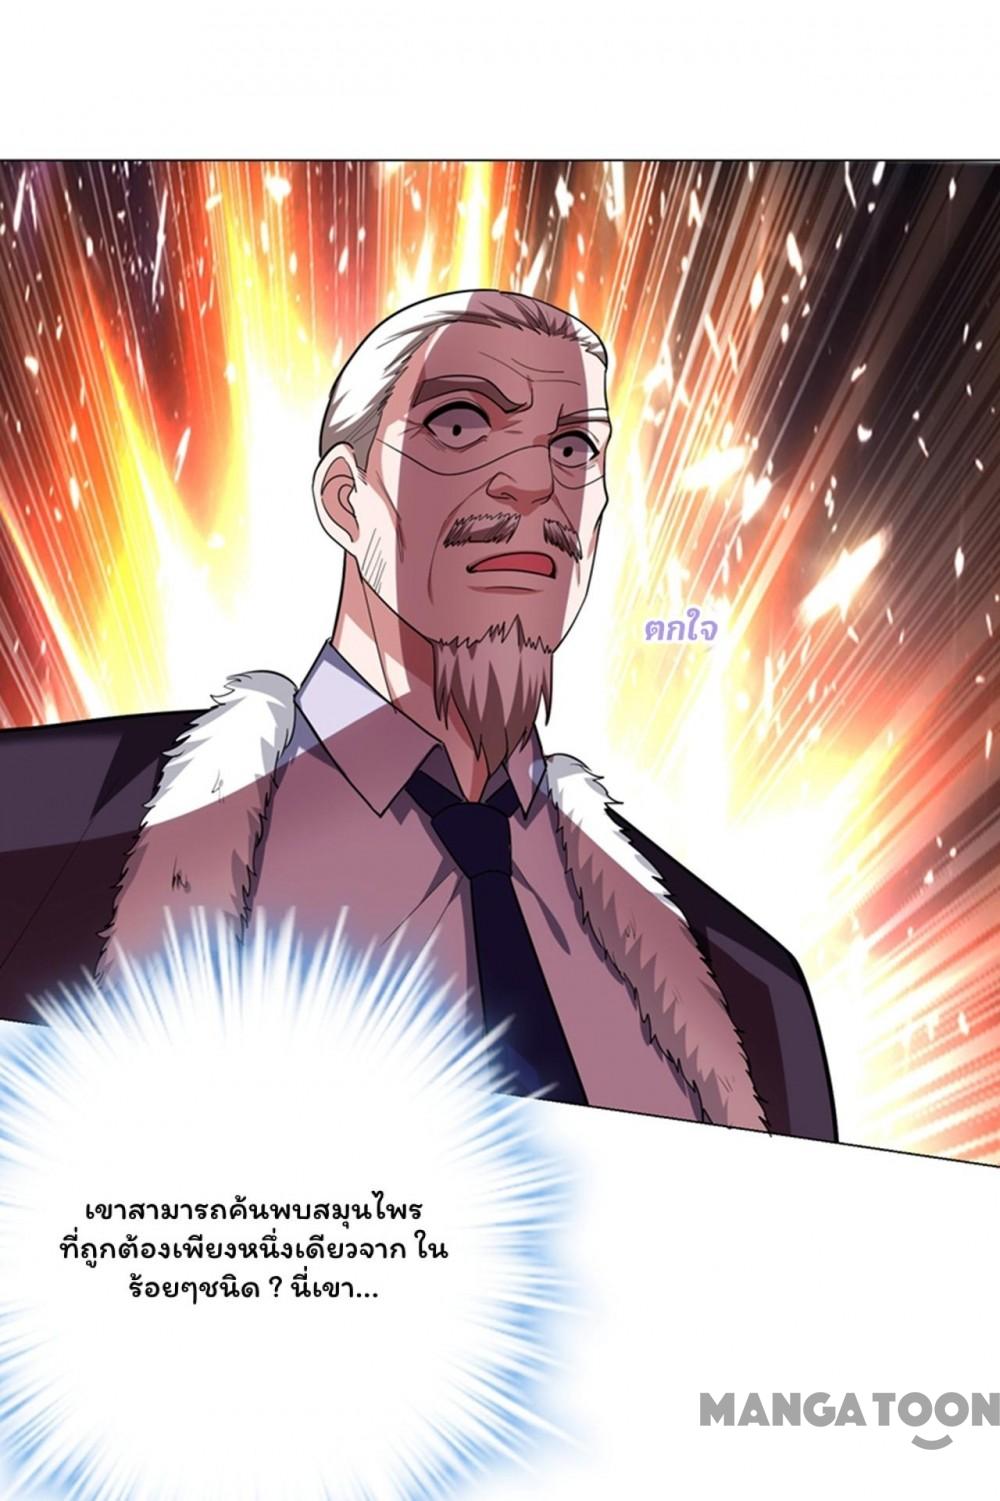 ตกใจ
เขาสามารถค้นพบสมุนไพร
ที่ถูกต้องเพียงหนึ่งเดียวจาก ใน
ร้อยๆชนิด ? นี่เขา...
MANGATOON